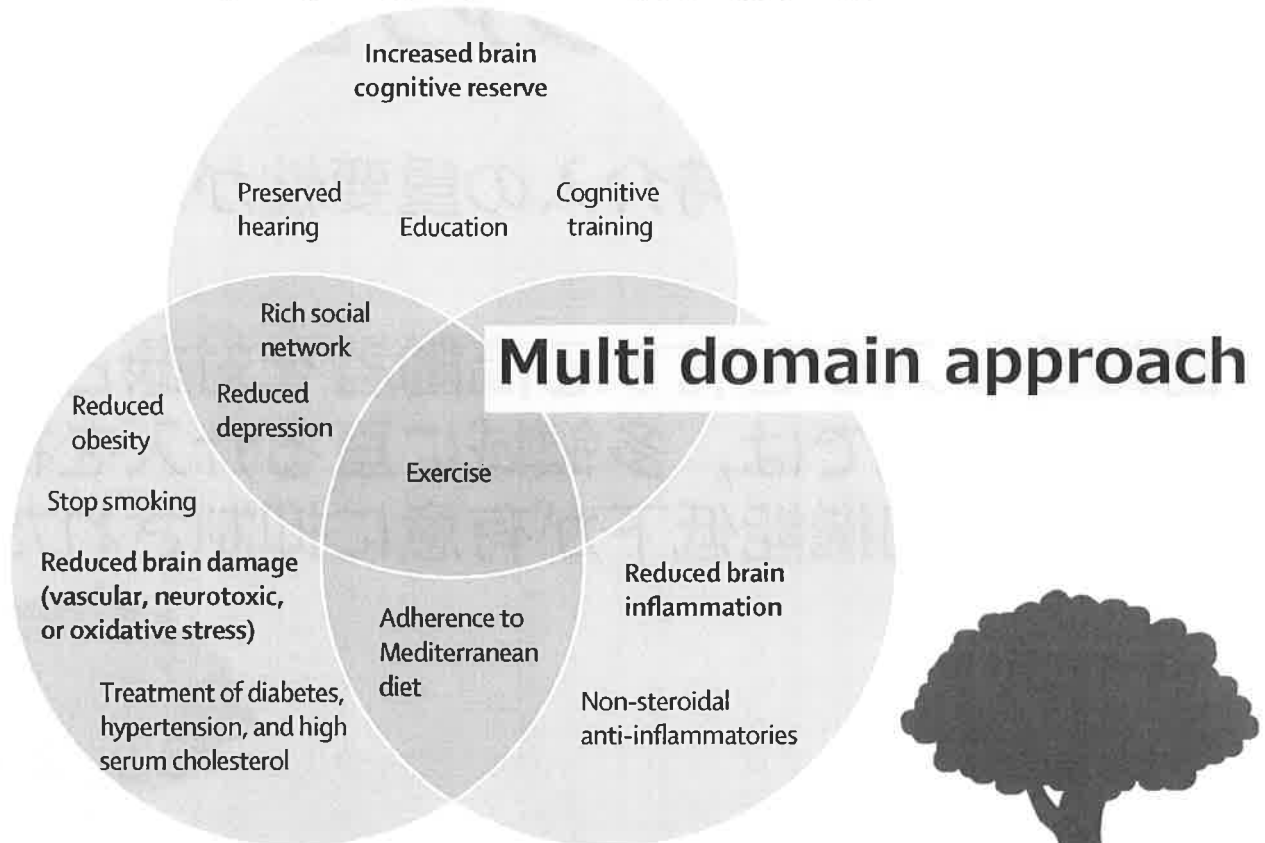 Increased brain
cognitive reserve
Preserved
hearing
Education
Cognitive
training
Rich social
network
Multi domain approach
Reduced
obesity
Reduced
depression
Exercise
Stop smoking
Reduced brain damage
(vascular, neurotoxic,
or oxidative stress)
Reduced brain
inflammation
Adherence to
Mediterranean
diet
Treatment of diabetes,
hypertension, and high
serum cholesterol
Non-steroidal
anti-inflammatories